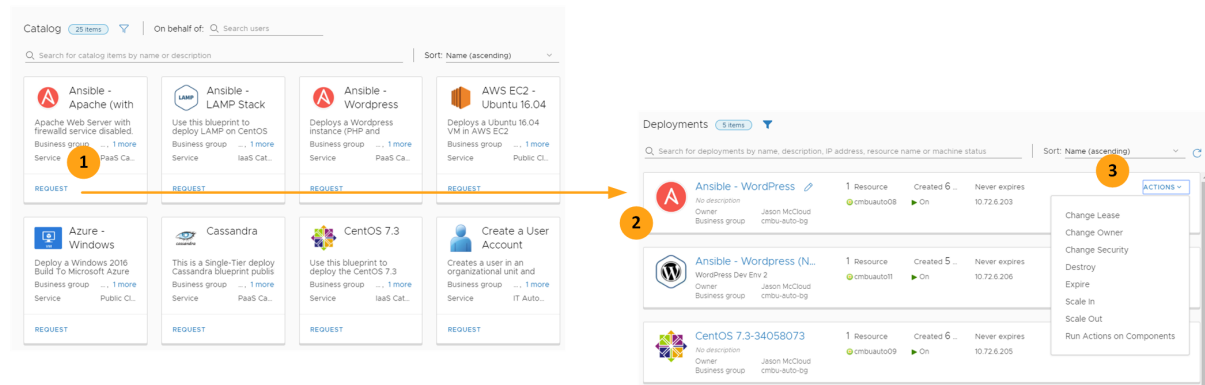 Catalog 25 items On behalf of: Search users
Search for catalog items by name or description Sort: Name (ascending)
Ansible - Apache (with
Apache Web Server with
firewalld service disabled.
Business group ..., 1 more
Service PaaS Ca...
REQUEST
LAMP
Ansible - LAMP Stack
Use this blueprint to
deploy LAMP on CentOS
Business group ..., 1 more
Service IaaS Cat...
REQUEST
Ansible - Wordpress
Deploys a Wordpress
instance (PHP and
Business group ..., 1 more
Service PaaS Ca...
REQUEST
AWS EC2 - Ubuntu 16.04
Deploys a Ubuntu 16.04
VM in AWS EC2
Business group ..., 1 more
Service Public Cl...
REQUEST
1
VM
Azure - Windows
Deploy a Windows 2016
Build To Microsoft Azure
Business group ..., 1 more
Service Public Cl...
REQUEST
cassandra
Cassandra
This is a Single-Tier deploy
Cassandra blueprint publis
Business group ..., 1 more
Service PaaS Ca...
REQUEST
CentOS 7.3
Use this blueprint to
deploy the CentOS 7.3
Business group ..., 1 more
Service IaaS Cat...
REQUEST
Create a User Account
Creates a user in an
organizational unit and
Business group ..., 1 more
Service IT Auto...
REQUEST
Deployments 5 items
Search for deployments by name, description, IP address, resource name or machine status Sort: Name (ascending)
2
3
Ansible - WordPress 1 Resource Created 6 ... Never expires ACTIONS
No description cmbuauto08 On 10.72.6.203
Owner Jason McCloud
Business group cmbu-auto-bg
Change Lease
Change Owner
Change Security
Destroy
Expire
Scale In
Scale Out
Run Actions on Components
Ansible - Wordpress (N... 1 Resource Created 5 ... Never expires
WordPress Dev Env 2 cmbuauto11 On 10.72.6.206
Owner Jason McCloud
Business group cmbu-auto-bg
CentOS 7.3-34058073 1 Resource Created 6 ... Never expires
No description cmbuauto09 On 10.72.6.205
Owner Jason McCloud
Business group cmbu-auto-bg